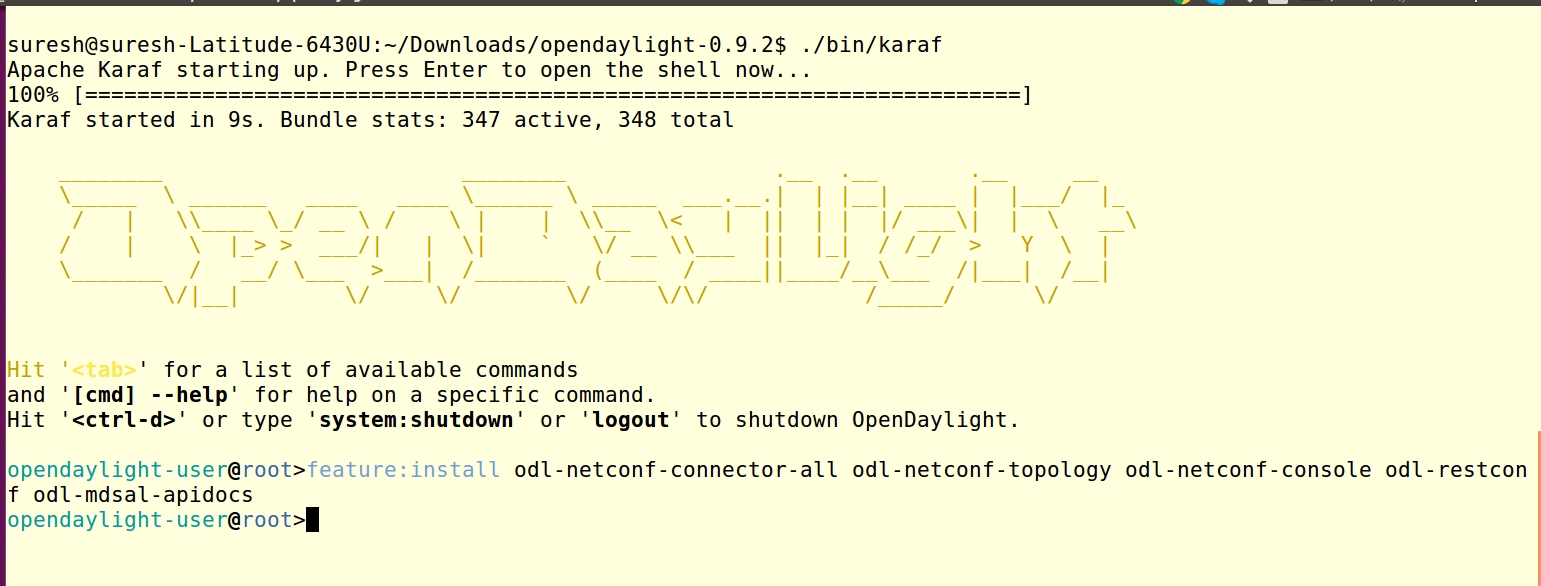 suresh@suresh-Latitude-6430U:~/Downloads/opendaylight-0.9.2$ ./bin/karaf
Apache Karaf starting up. Press Enter to open the shell now...
100% [========================================================================]
Karaf started in 9s. Bundle stats: 347 active, 348 total
OpenDaylight
Hit '<tab>' for a list of available commands
and '[cmd] --help' for help on a specific command.
Hit '<ctrl-d>' or type 'system:shutdown' or 'logout' to shutdown OpenDaylight.
opendaylight-user@root>feature:install odl-netconf-connector-all odl-netconf-topology odl-netconf-console odl-restcon
f odl-mdsal-apidocs
opendaylight-user@root>